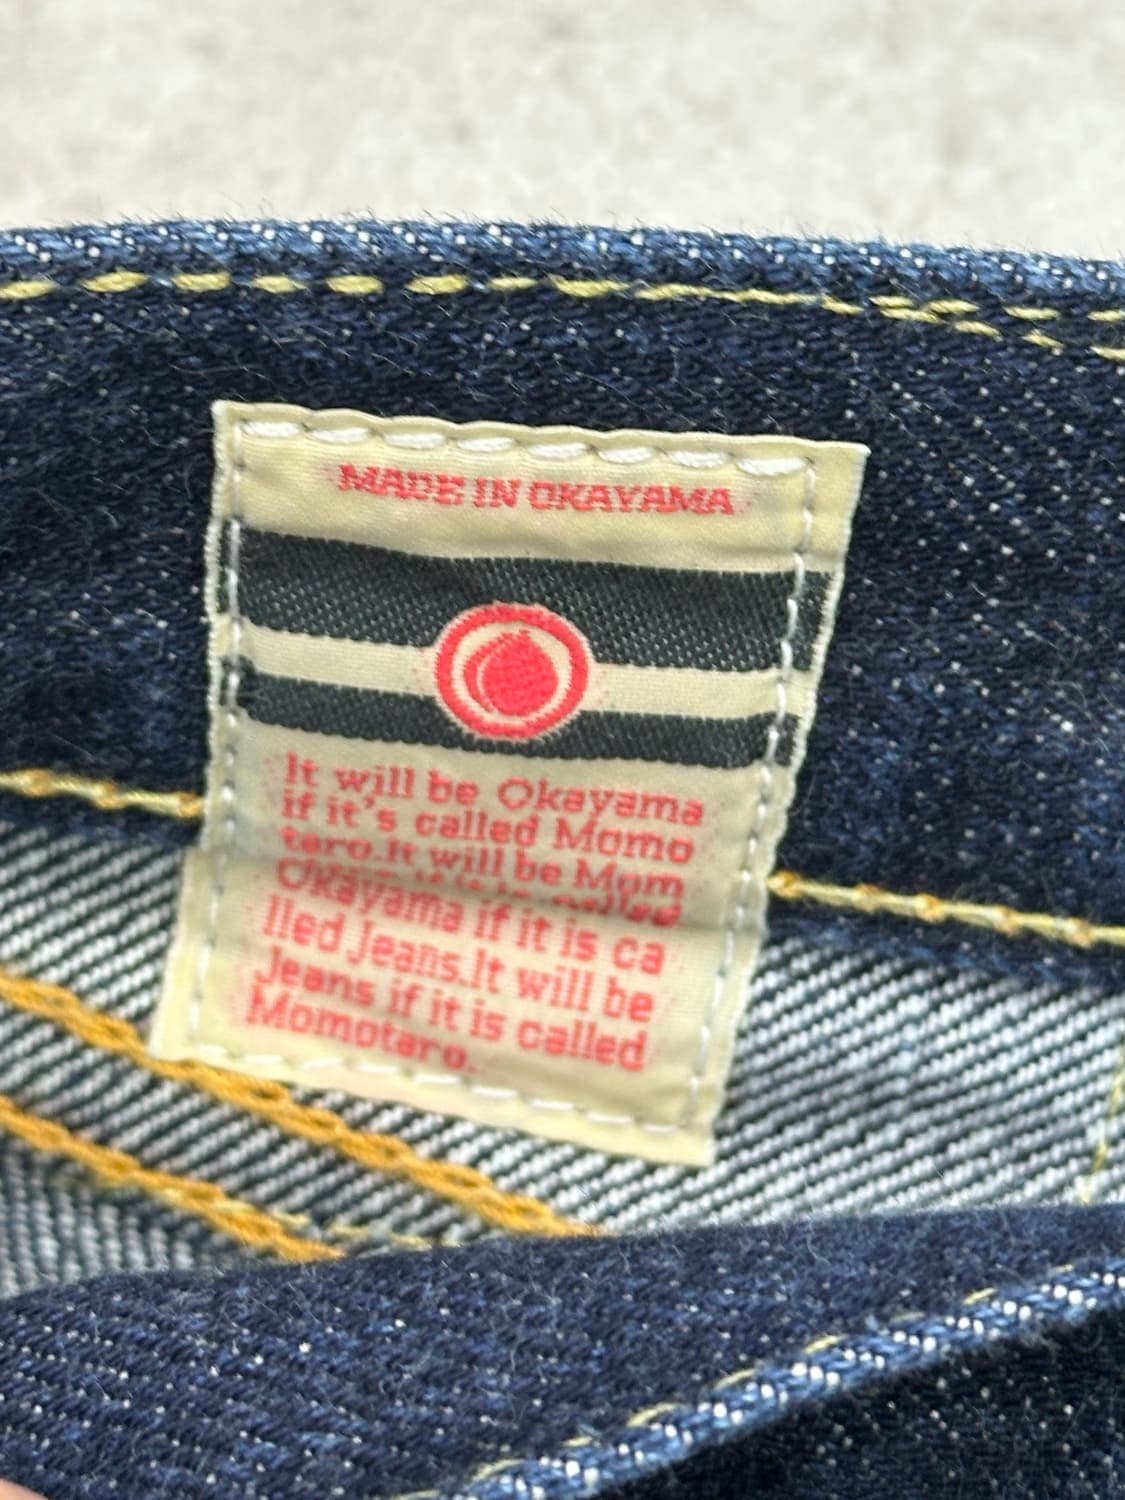 MADE IN OKAYAMA
It will be Okayama
if it's called Momo
taro.It will be Mom
Okayama if it is ca
lled Jeans.It will be
Jeans if it is called
Momotaro.